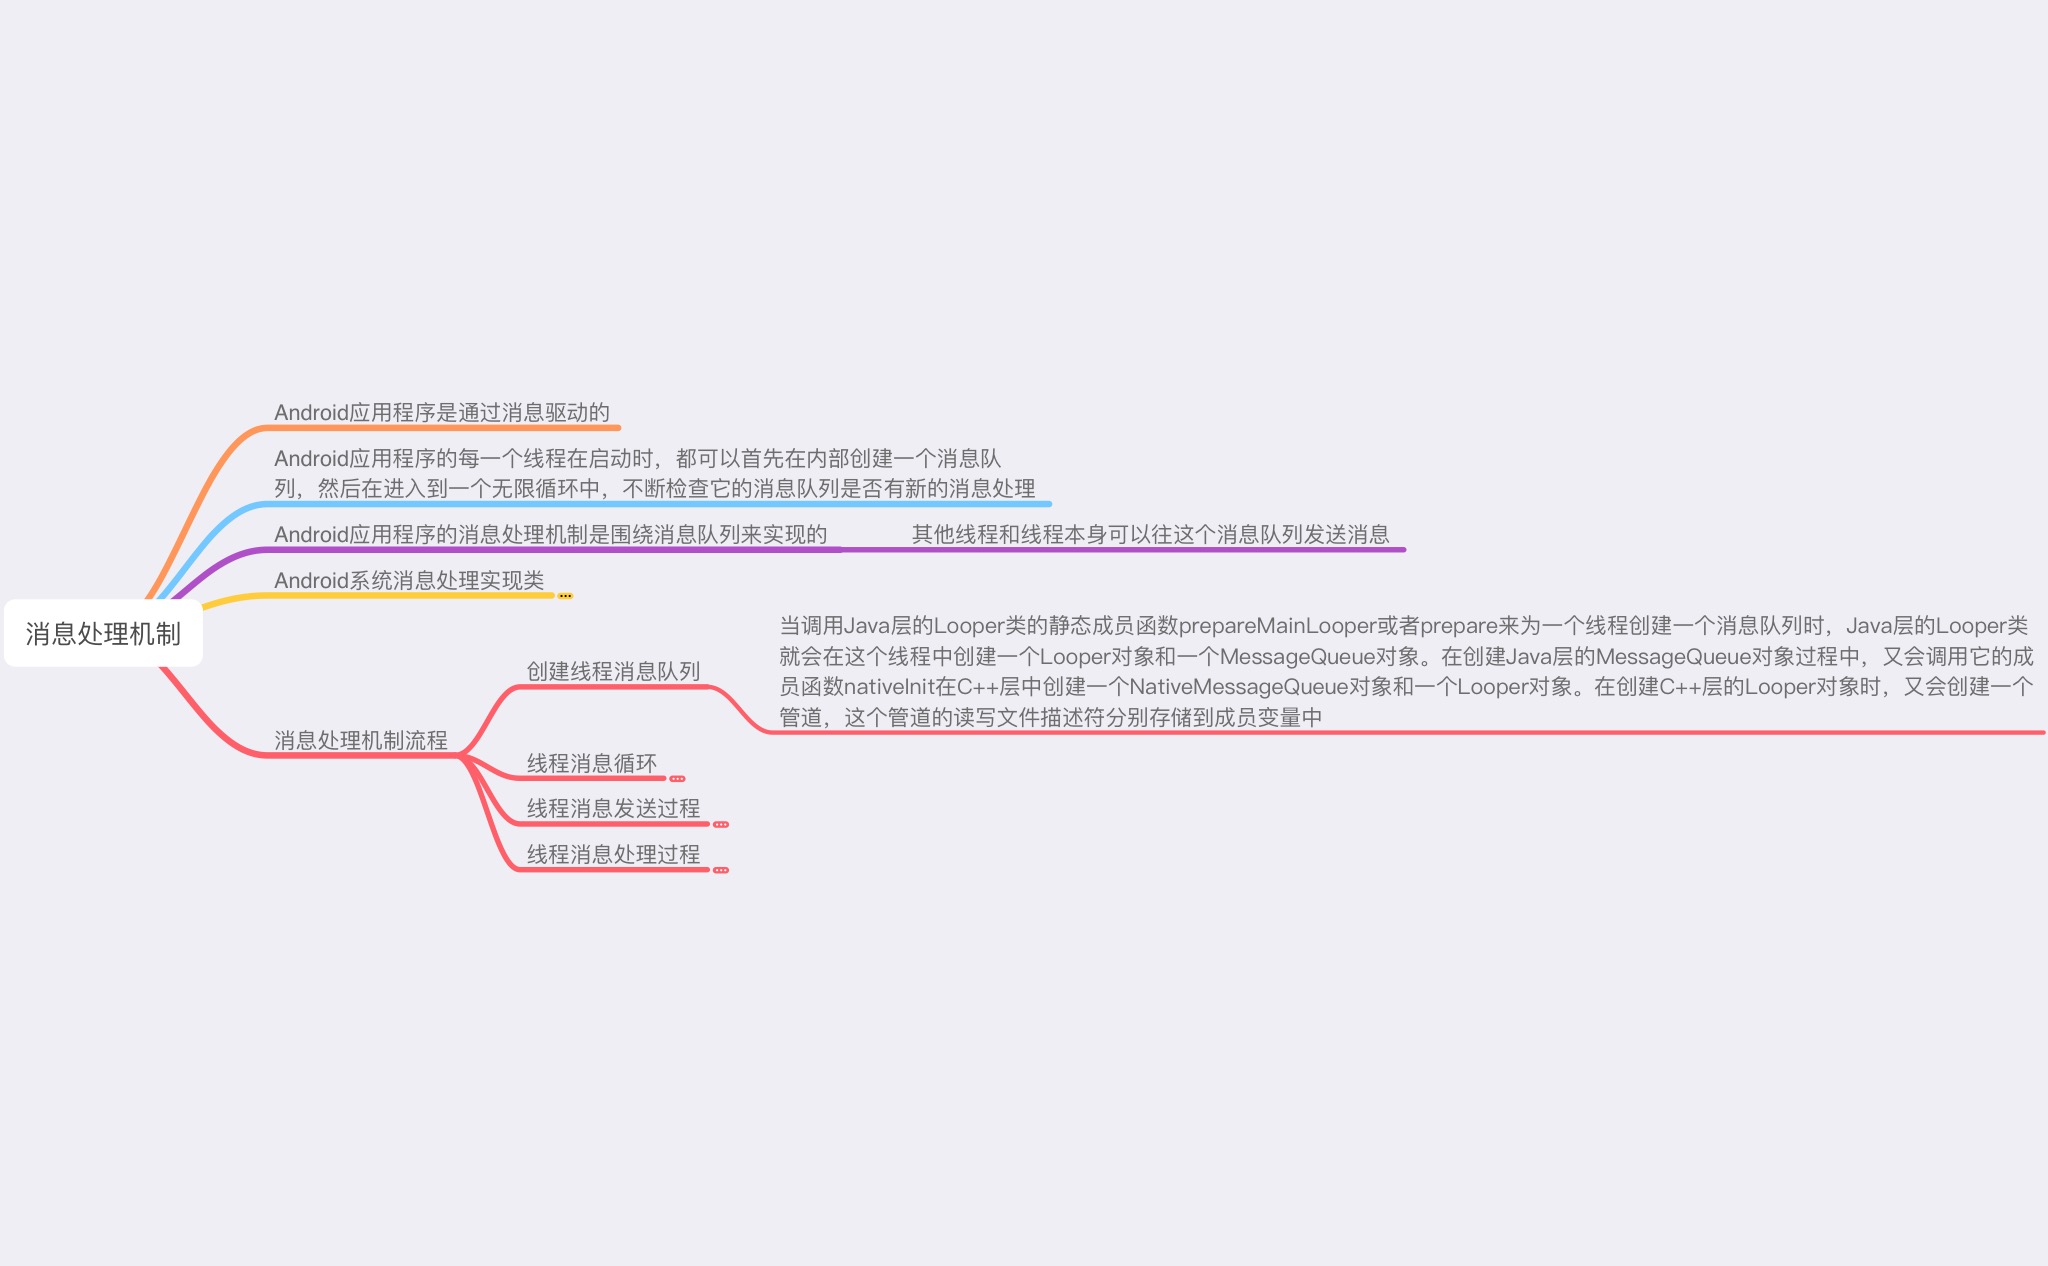 Android应用程序是通过消息驱动的
Android应用程序的每一个线程在启动时，都可以首先在内部创建一个消息队
列，然后在进入到一个无限循环中，不断检查它的消息队列是否有新的消息处理
Android应用程序的消息处理机制是围绕消息队列来实现的
其他线程和线程本身可以往这个消息队列发送消息
Android系统消息处理实现类
消息处理机制
消息处理机制流程
创建线程消息队列
当调用Java层的Looper类的静态成员函数prepareMainLooper或者prepare来为一个线程创建一个消息队列时，Java层的Looper类
就会在这个线程中创建一个Looper对象和一个MessageQueue对象。在创建Java层的MessageQueue对象过程中，又会调用它的成
员函数nativeInit在C++层中创建一个NativeMessageQueue对象和一个Looper对象。在创建C++层的Looper对象时，又会创建一个
管道，这个管道的读写文件描述符分别存储到成员变量中
线程消息循环
线程消息发送过程
线程消息处理过程